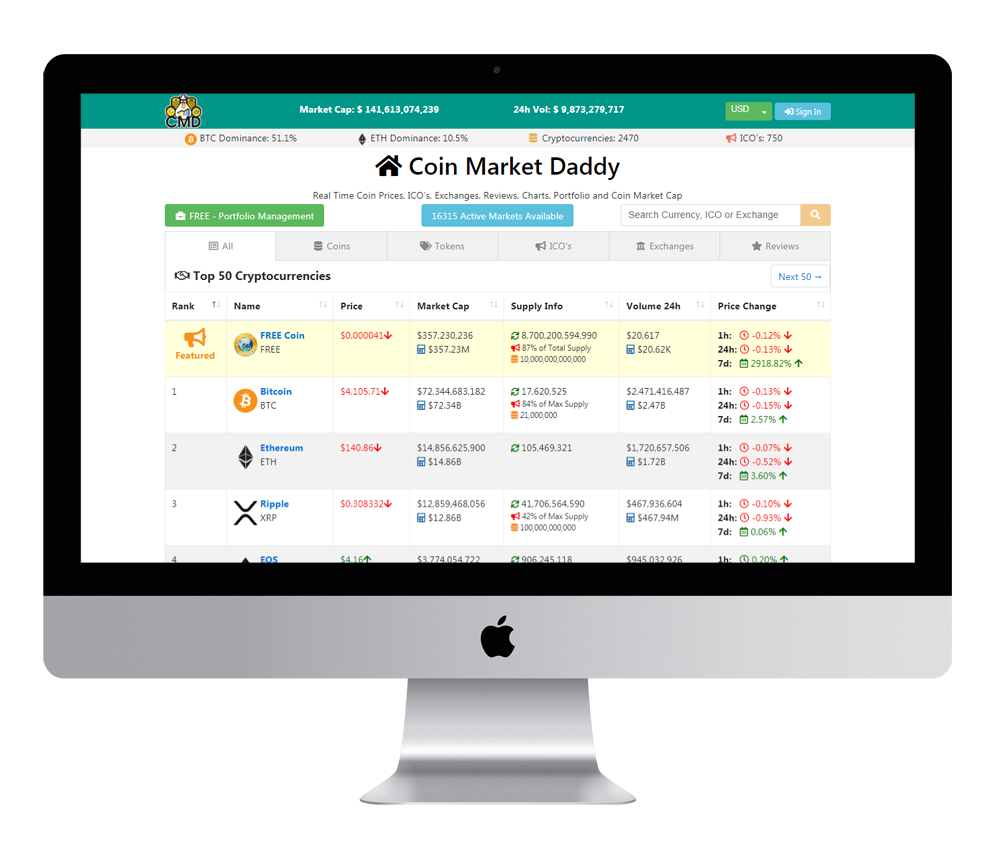 CMD
Market Cap: $ 141,613,074,239
24h Vol: $ 9,873,279,717
USD
Sign In
BTC Dominance: 51.1%
ETH Dominance: 10.5%
Cryptocurrencies: 2470
ICO's: 750
Coin Market Daddy
Real Time Coin Prices, ICO's, Exchanges, Reviews, Charts, Portfolio and Coin Market Cap
FREE - Portfolio Management
16315 Active Markets Available
Search Currency, ICO or Exchange
All
Coins
Tokens
ICO's
Exchanges
Reviews
Top 50 Cryptocurrencies
Next 50 →
Rank
Name
Price
Market Cap
Supply Info
Volume 24h
Price Change
Featured
FREE Coin
FREE
$0.000041
$357,230,236
$357.23M
8,700,200,594,990
87% of Total Supply
10,000,000,000,000
$20,617
$20.62K
1h: -0.12%
24h: -0.13%
7d: 2918.82%
1
Bitcoin
BTC
$4,105.71
$72,344,683,182
$72.34B
17,620,525
84% of Max Supply
21,000,000
$2,471,416,487
$2.47B
1h: -0.13%
24h: -0.15%
7d: 2.57%
2
Ethereum
ETH
$140.86
$14,856,625,900
$14.86B
105,469,321
$1,720,657,506
$1.72B
1h: -0.07%
24h: -0.52%
7d: 3.60%
3
Ripple
XRP
$0.308332
$12,859,468,056
$12.86B
41,706,564,590
42% of Max Supply
100,000,000,000
$467,936,604
$467.94M
1h: -0.10%
24h: -0.93%
7d: 0.06%
4
EOS
$4.16
$3,774,054,722
906,245,118
$945,032,926
1h: 0.20%